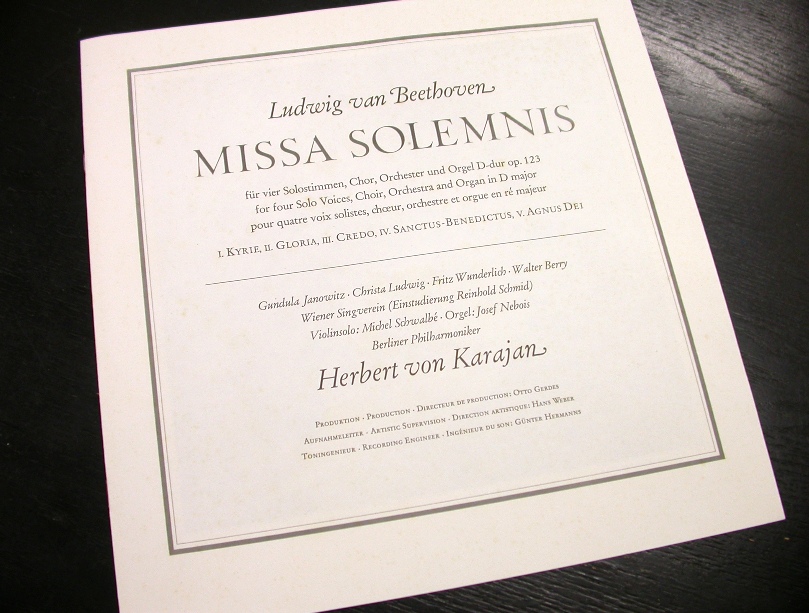 Ludwig van Beethoven
MISSA SOLEMNIS
für vier Solostimmen, Chor, Orchester und Orgel D-dur op. 123
for four Solo Voices, Choir, Orchestra and Organ in D major
pour quatre voix solistes, chœur, orchestre et orgue en ré majeur
I. KYRIE, II. GLORIA, III. CREDO, IV. SANCTUS-BENEDICTUS, V. AGNUS DEI
Gundula Janowitz · Christa Ludwig · Fritz Wunderlich · Walter Berry
Wiener Singverein (Einstudierung Reinhold Schmid)
Violinsolo: Michel Schwalbé · Orgel: Josef Nebois
Berliner Philharmoniker
Herbert von Karajan
PRODUKTION · PRODUCTION · DIRECTEUR DE PRODUCTION: OTTO GERDES
AUFNAHMELEITER · ARTISTIC SUPERVISION · DIRECTION ARTISTIQUE: HANS WEBER
TONINGENIEUR · RECORDING ENGINEER · INGÉNIEUR DU SON: GÜNTER HERMANNS